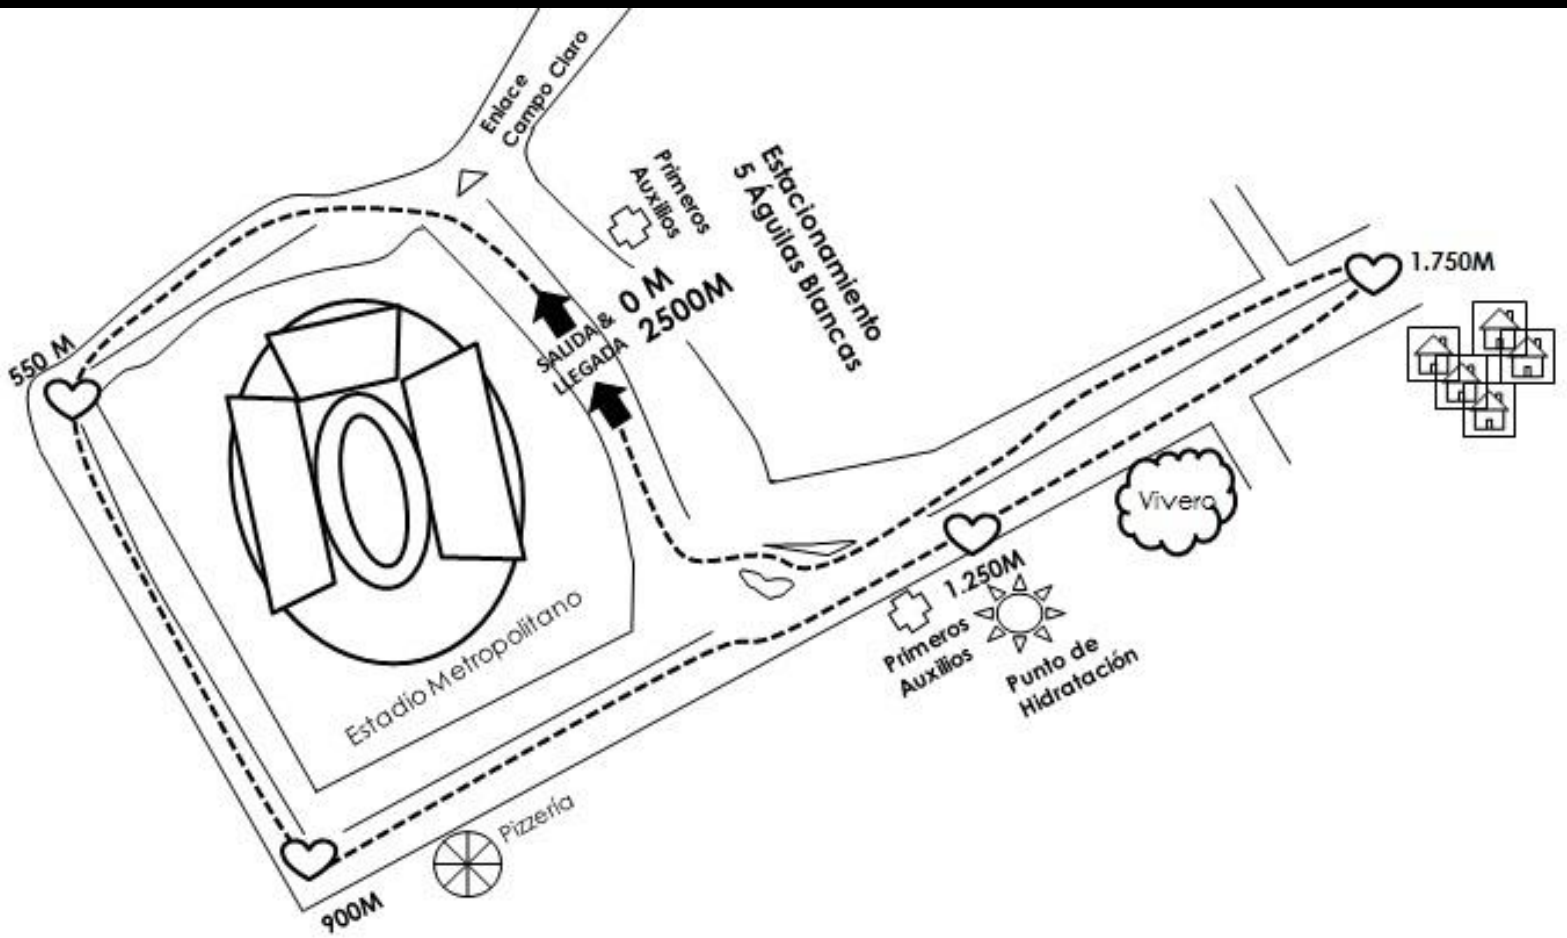 Enlace
Campo Claro
Primeros
Auxilios
Estacionamiento
5 Águilas Blancas
0 M
2500M
SALIDA &
LLEGADA
550 M
1.750M
Vivero
1.250M
Primeros
Auxilios
Punto de
Hidratación
Estadio Metropolitano
Pizzería
900M